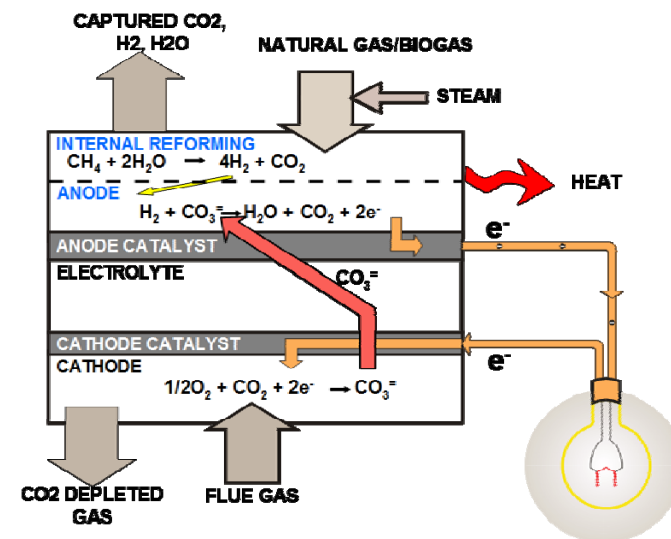 CAPTURED CO2,
H2, H2O
NATURAL GAS/BIOGAS
STEAM
INTERNAL REFORMING
CH₄ + 2H₂O → 4H₂ + CO₂
HEAT
ANODE
H₂ + CO₃⁼→H₂O + CO₂ + 2e⁻
e⁻
ANODE CATALYST
ELECTROLYTE
CO₃⁼
CATHODE CATALYST
e⁻
CATHODE
1/2O₂ + CO₂ + 2e⁻ → CO₃⁼
CO2 DEPLETED
GAS
FLUE GAS